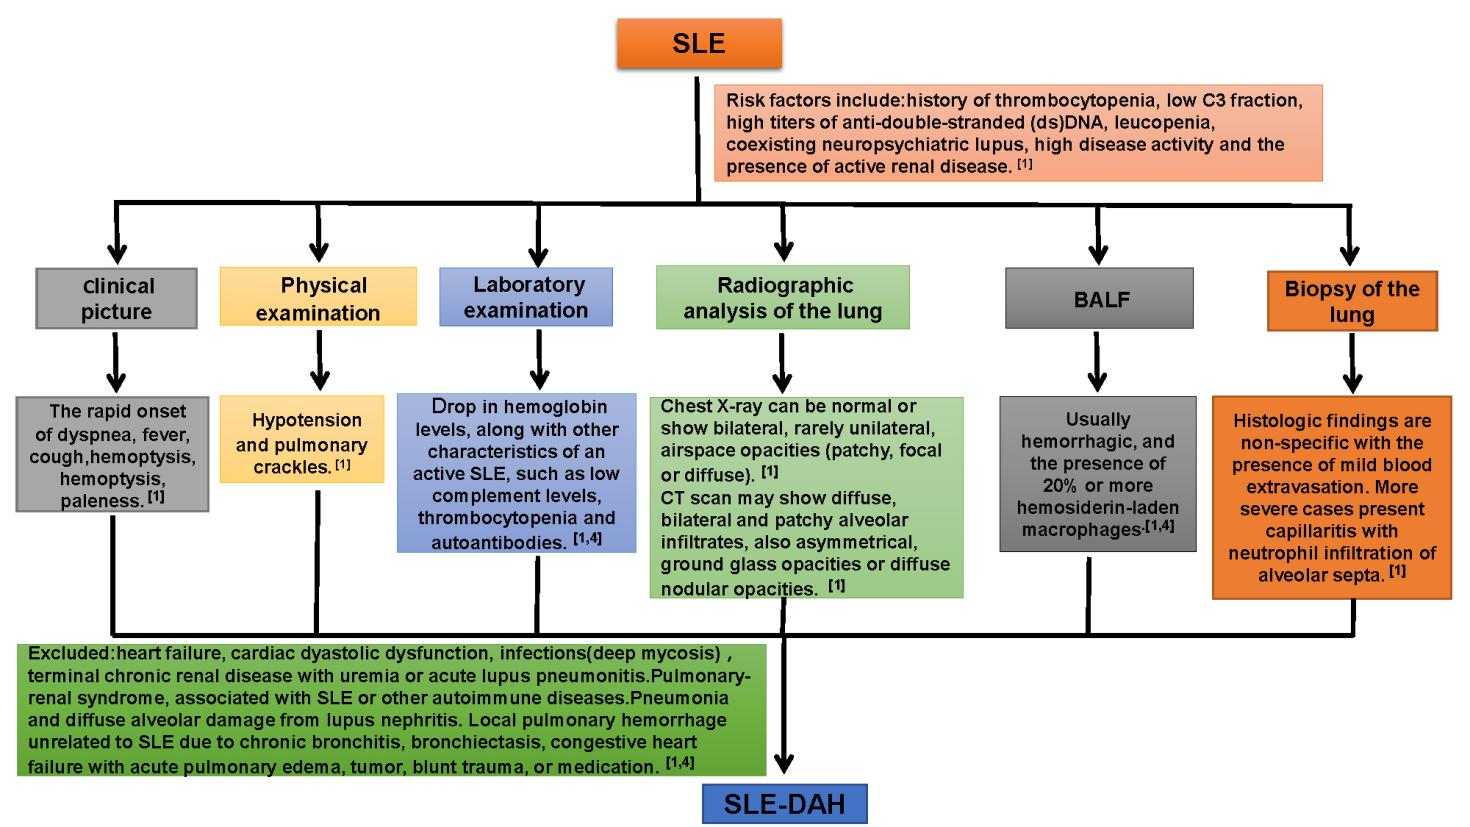 SLE
Risk factors include:history of thrombocytopenia, low C3 fraction,
high titers of anti-double-stranded (ds)DNA, leucopenia,
coexisting neuropsychiatric lupus, high disease activity and the
presence of active renal disease. [1]
Clinical
picture
Physical
examination
Laboratory
examination
Radiographic
analysis of the lung
BALF
Biopsy of the
lung
The rapid onset
of dyspnea, fever,
cough,hemoptysis,
hemoptysis,
paleness. [1]
Hypotension
and pulmonary
crackles. [1]
Drop in hemoglobin
levels, along with other
characteristics of an
active SLE, such as low
complement levels,
thrombocytopenia and
autoantibodies. [1,4]
Chest X-ray can be normal or
show bilateral, rarely unilateral,
airspace opacities (patchy, focal
or diffuse). [1]
CT scan may show diffuse,
bilateral and patchy alveolar
infiltrates, also asymmetrical,
ground glass opacities or diffuse
nodular opacities. [1]
Usually
hemorrhagic, and
the presence of
20% or more
hemosiderin-laden
macrophages.[1,4]
Histologic findings are
non-specific with the
presence of mild blood
extravasation. More
severe cases present
capillaritis with
neutrophil infiltration of
alveolar septa. [1]
Excluded:heart failure, cardiac dyastolic dysfunction, infections(deep mycosis) ,
terminal chronic renal disease with uremia or acute lupus pneumonitis.Pulmonary-
renal syndrome, associated with SLE or other autoimmune diseases.Pneumonia
and diffuse alveolar damage from lupus nephritis. Local pulmonary hemorrhage
unrelated to SLE due to chronic bronchitis, bronchiectasis, congestive heart
failure with acute pulmonary edema, tumor, blunt trauma, or medication. [1,4]
SLE-DAH